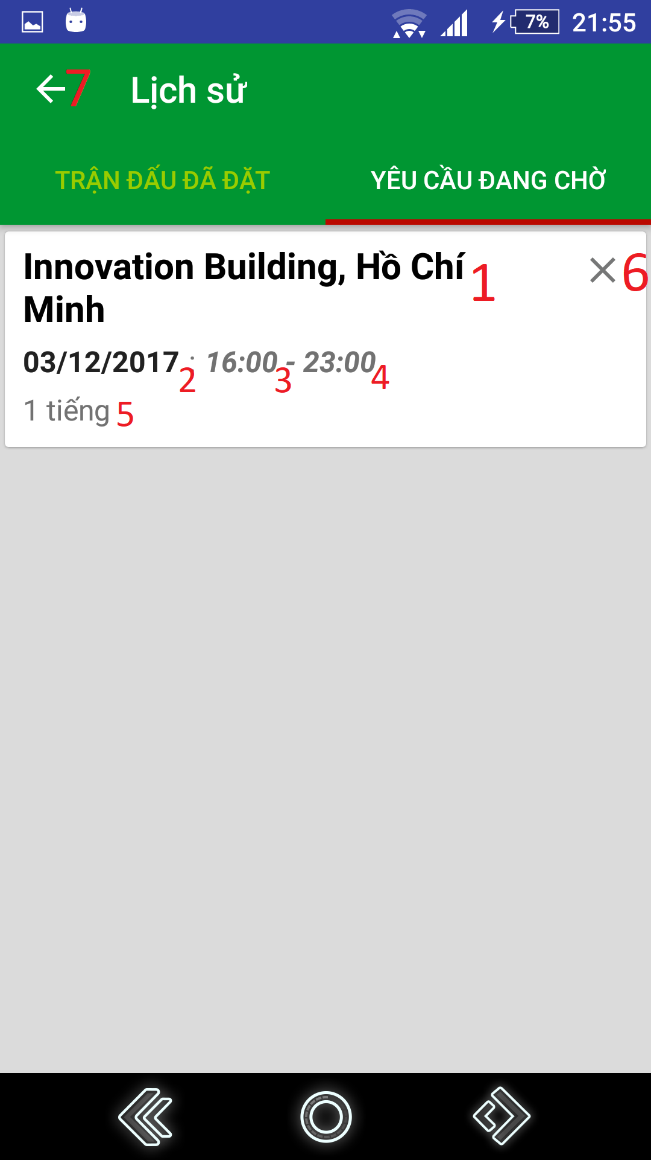 7% 21:55
7 Lịch sử
TRẬN ĐẤU ĐÃ ĐẶT YÊU CẦU ĐANG CHỜ
Innovation Building, Hồ Chí 1 6
Minh
03/12/2017 2 : 16:00 3 - 23:00 4
1 tiếng 5